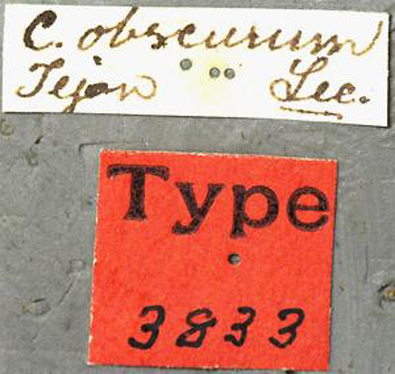 C. obscurum
Tejon Lec.
Type
3833